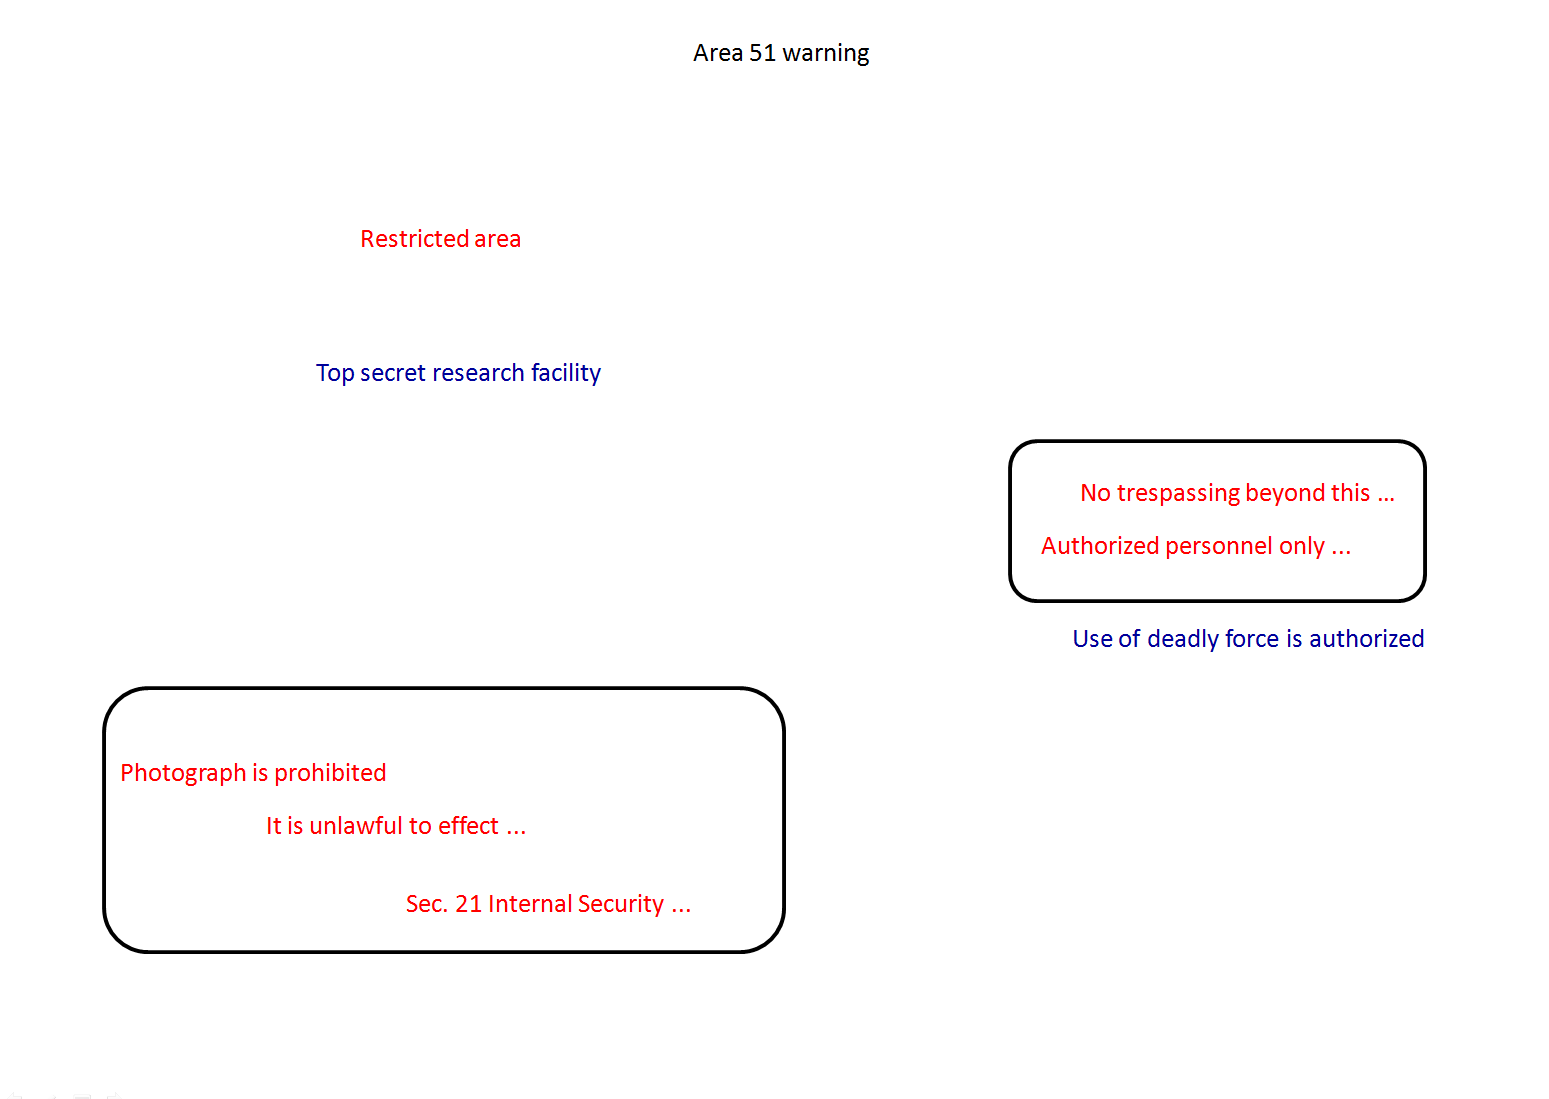 Area 51 warning
Restricted area
Top secret research facility
No trespassing beyond this ...
Authorized personnel only ...
Use of deadly force is authorized
Photograph is prohibited
It is unlawful to effect ...
Sec. 21 Internal Security ...